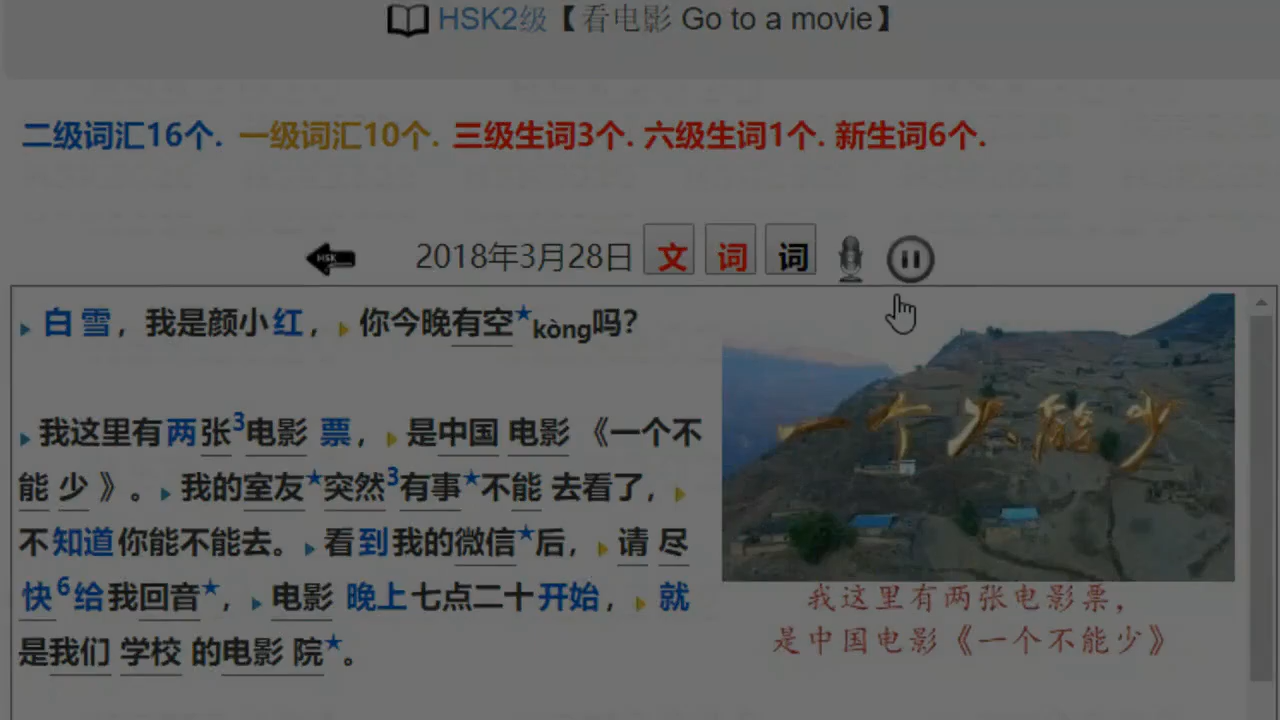 HSK2级【看电影 Go to a movie】
二级词汇16个. 一级词汇10个. 三级生词3个. 六级生词1个. 新生词6个.
HSK 2018年3月28日 文 词 词
白 雪，我是颜小红，你今晚有空★kòng吗？
我这里有两张3电影 票，是中国 电影 《一个不
能 少 》。我的室友★突然3有事★不能 去看了，
不知道你能不能去。看到我的微信★后，请 尽
快6给我回音★，电影 晚上七点二十开始，就
是我们 学校 的电影 院★。
一个不能少
我这里有两张电影票，
是中国电影《一个不能少》